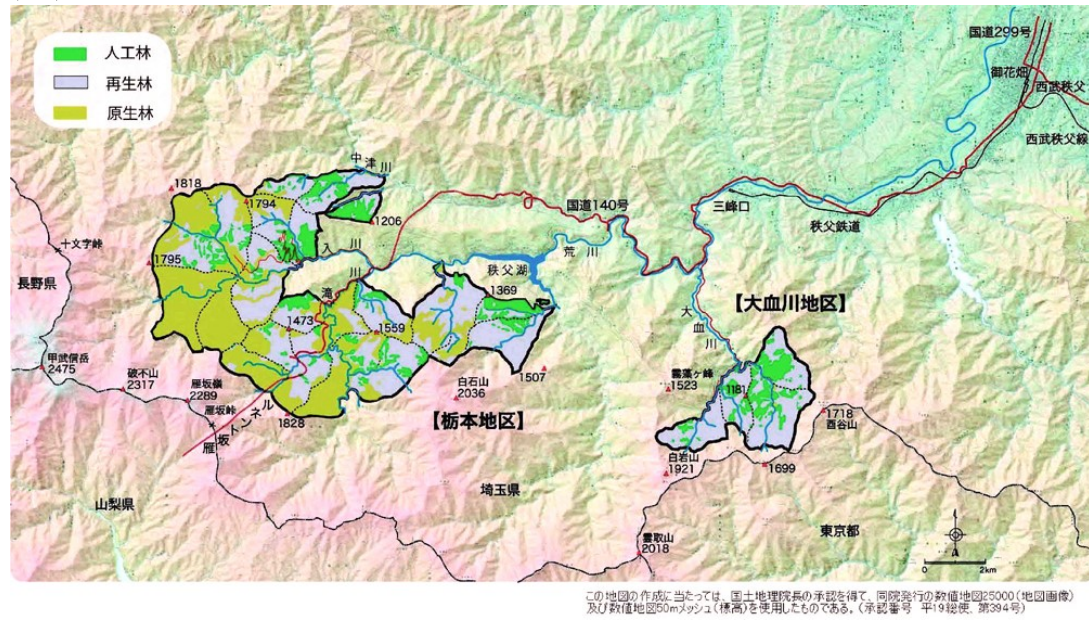 人工林
再生林
原生林
国道299号
御花畑
西武秩父
西武秩父線
中津川
1818
1794
1206
国道140号
三峰口
秩父鉄道
十文字峠
1795
入川
荒川
長野県
滝川
秩父湖
1369
【大血川地区】
大血川
1473
1559
甲武信岳
2475
破不山
2317
雁坂嶺
2289
雁坂峠
雁坂トンネル
1828
白石山
2036
1507
霧藻ヶ峰
1523
1181
【栃本地区】
1718
酉谷山
白岩山
1921
1699
山梨県
埼玉県
東京都
雲取山
2018
A
0
2km
この地図の作成に当たっては、国土地理院長の承認を得て、同院発行の数値地図25000(地図画像)
及び数値地図50mメッシュ(標高)を使用したものである。(承認番号 平19総使、第394号)